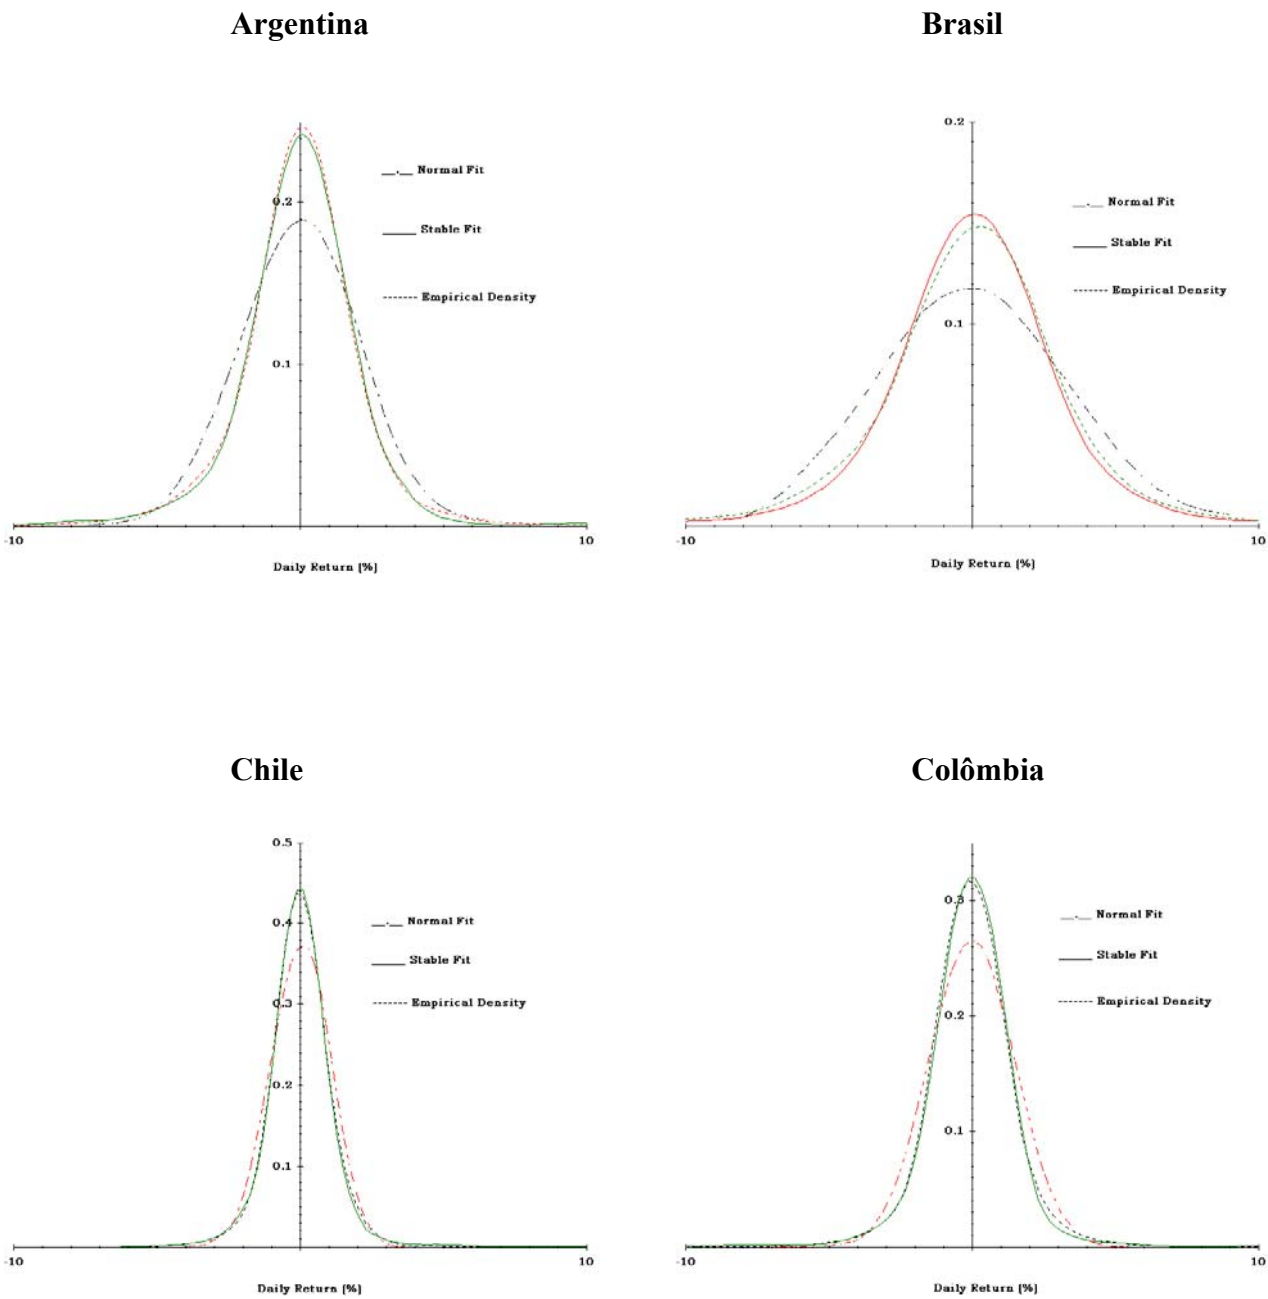 Argentina
0.2
0.1
Normal Fit
Stable Fit
Empirical Density
-10
10
Daily Return (%)
Brasil
0.2
0.1
Normal Fit
Stable Fit
Empirical Density
-10
10
Daily Return (%)
Chile
0.5
0.4
0.3
0.2
0.1
Normal Fit
Stable Fit
Empirical Density
-10
10
Daily Return (%)
Colômbia
0.3
0.2
0.1
Normal Fit
Stable Fit
Empirical Density
-10
10
Daily Return (%)